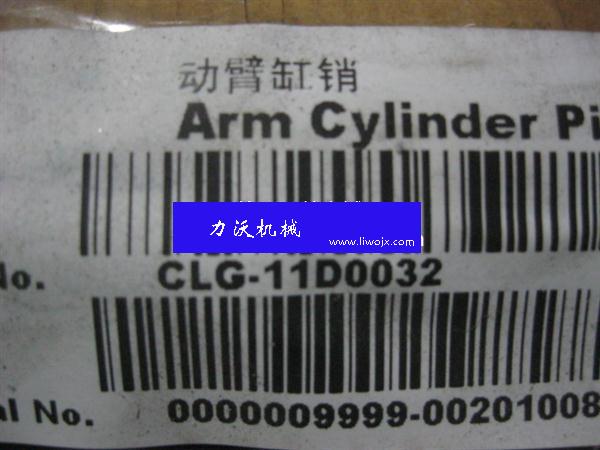 动臂缸销
Arm Cylinder Pi
力沃机械
www.liwojx.com
No. CLG-11D0032
al No. 0000009999-00201008